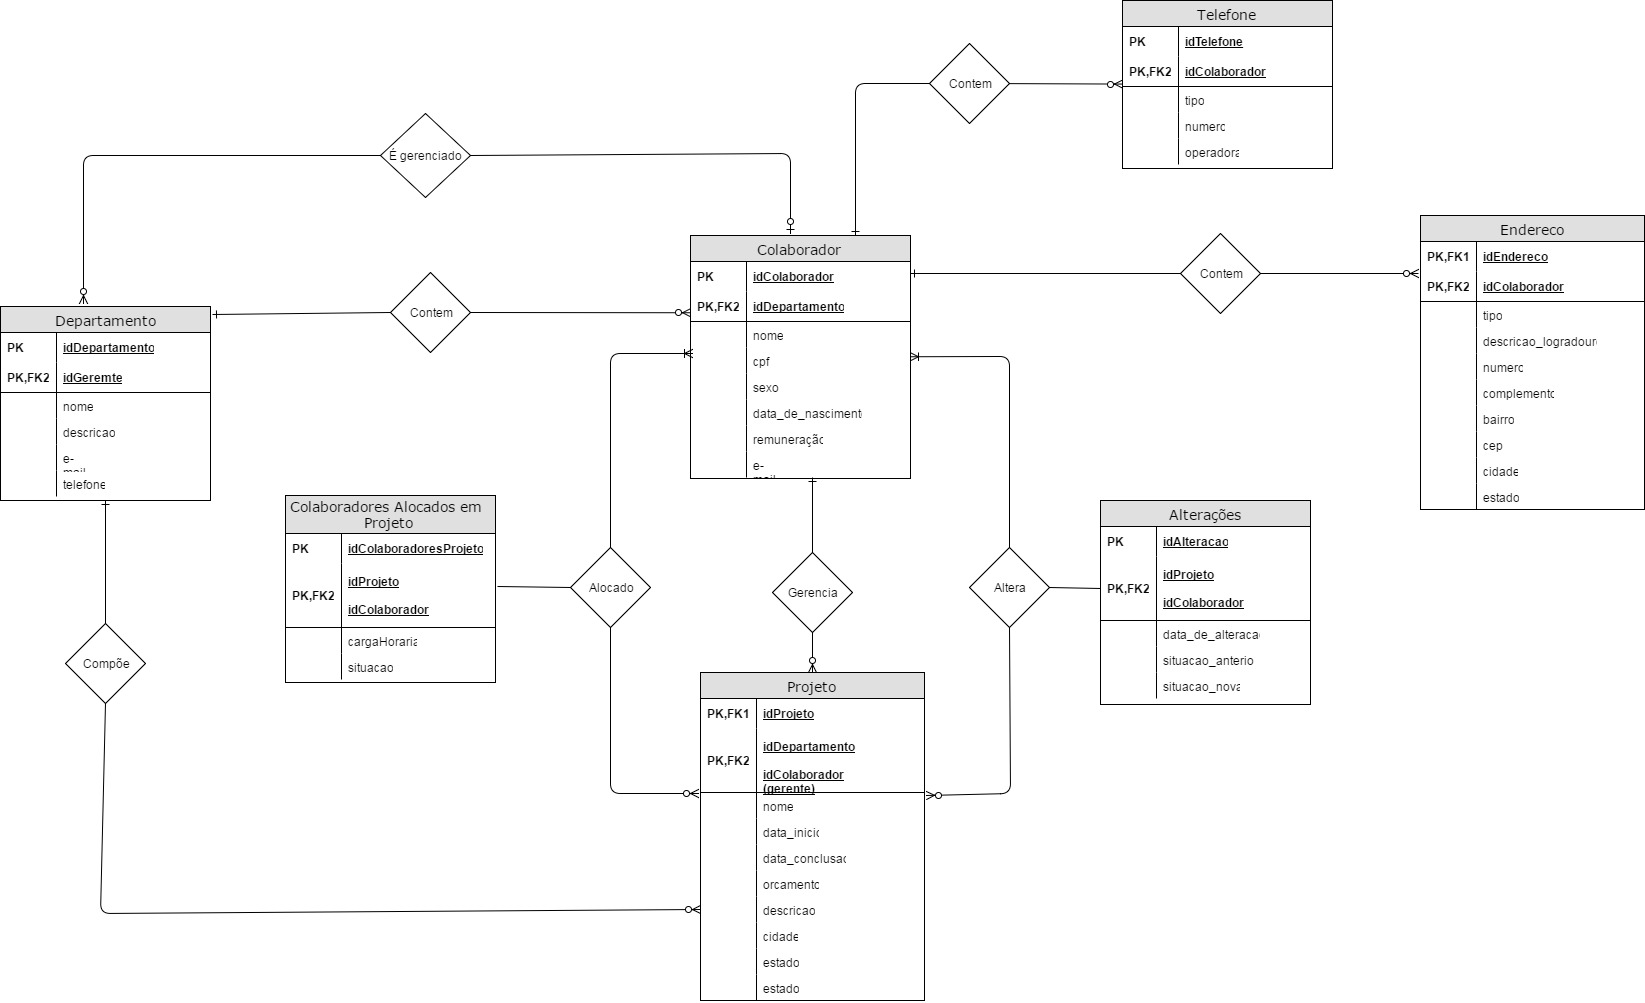 Telefone
PK idTelefone
PK,FK2 idColaborador
tipo
numero
operadora
Contem
É gerenciado
Colaborador
PK idColaborador
PK,FK2 idDepartamento
nome
cpf
sexo
data_de_nasciment
remuneração
e-
mail
Contem
Endereco
PK,FK1 idEndereco
PK,FK2 idColaborador
tipo
descricao_logradouro
numero
complemento
bairro
cep
cidade
estado
Contem
Departamento
PK idDepartamento
PK,FK2 idGeremte
nome
descricao
e-
mail
telefone
Colaboradores Alocados em
Projeto
PK idColaboradoresProjeto
idProjeto
PK,FK2
idColaborador
cargaHoraria
situacao
Alocado
Gerencia
Altera
Alterações
PK idAlteracao
idProjeto
PK,FK2
idColaborador
data_de_alteracao
situacao_anterio
situacao_nova
Compõe
Projeto
PK,FK1 idProjeto
idDepartamento
PK,FK2
idColaborador
(gerente)
nome
data_inicio
data_conclusao
orcamento
descricao
cidade
estado
estado